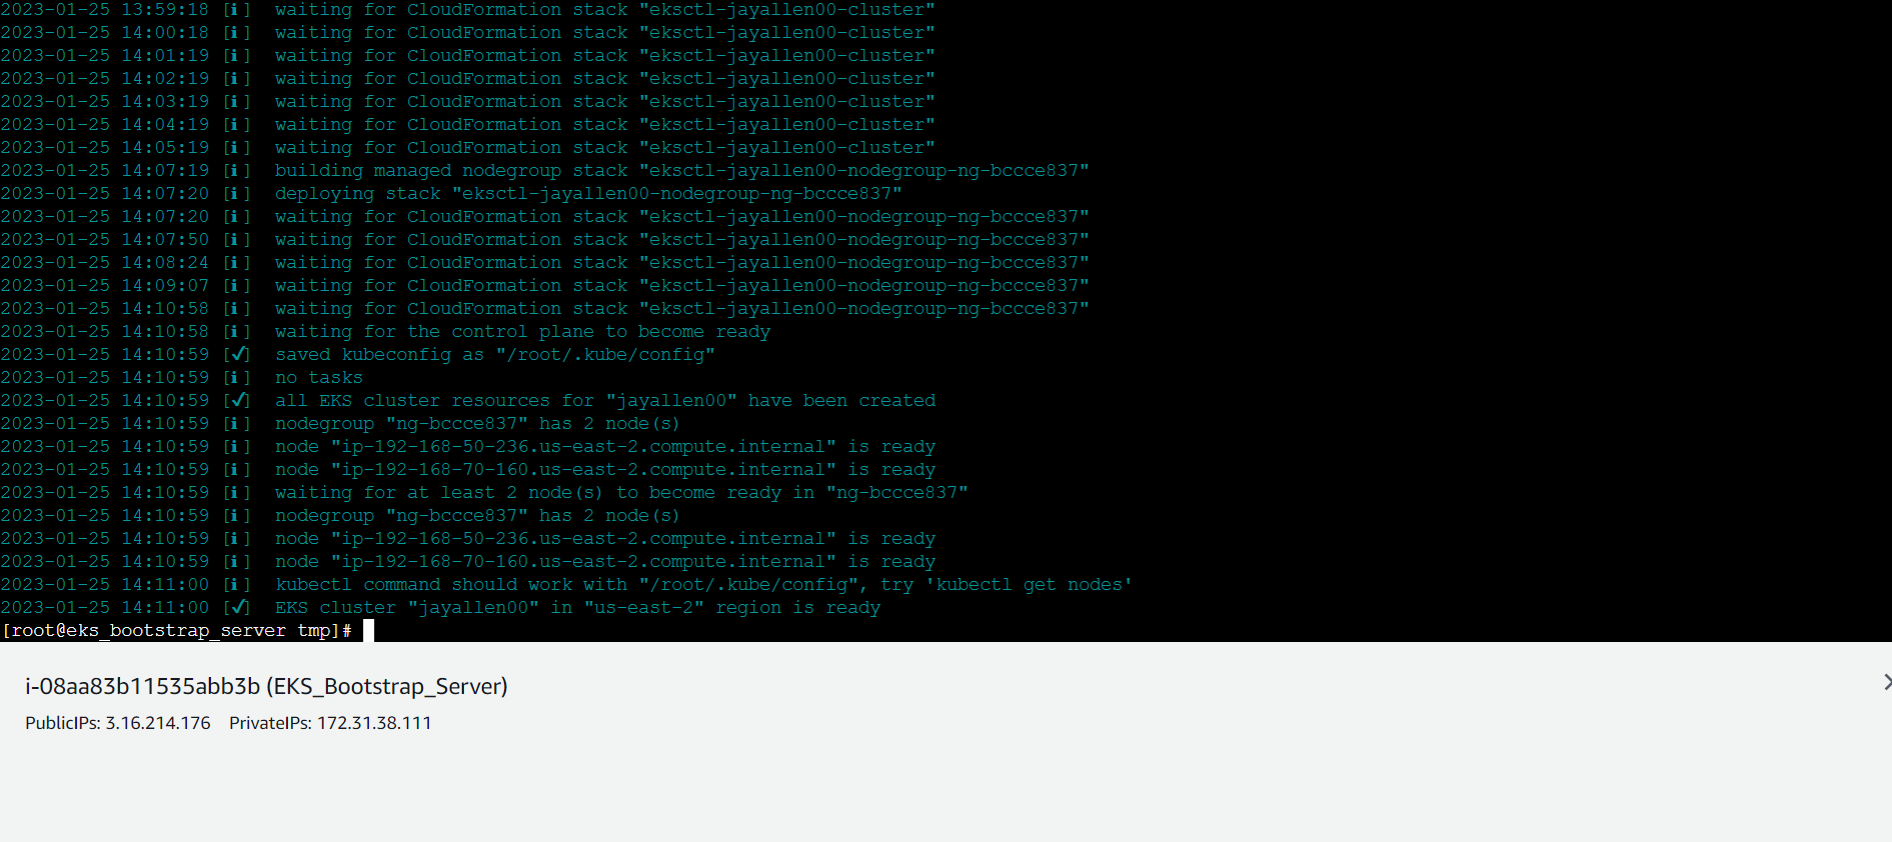 2023-01-25 13:59:18 [ℹ]  waiting for CloudFormation stack "eksctl-jayallen00-cluster"
2023-01-25 14:00:18 [ℹ]  waiting for CloudFormation stack "eksctl-jayallen00-cluster"
2023-01-25 14:01:19 [ℹ]  waiting for CloudFormation stack "eksctl-jayallen00-cluster"
2023-01-25 14:02:19 [ℹ]  waiting for CloudFormation stack "eksctl-jayallen00-cluster"
2023-01-25 14:03:19 [ℹ]  waiting for CloudFormation stack "eksctl-jayallen00-cluster"
2023-01-25 14:04:19 [ℹ]  waiting for CloudFormation stack "eksctl-jayallen00-cluster"
2023-01-25 14:05:19 [ℹ]  waiting for CloudFormation stack "eksctl-jayallen00-cluster"
2023-01-25 14:07:19 [ℹ]  building managed nodegroup stack "eksctl-jayallen00-nodegroup-ng-bccce837"
2023-01-25 14:07:20 [ℹ]  deploying stack "eksctl-jayallen00-nodegroup-ng-bccce837"
2023-01-25 14:07:20 [ℹ]  waiting for CloudFormation stack "eksctl-jayallen00-nodegroup-ng-bccce837"
2023-01-25 14:07:50 [ℹ]  waiting for CloudFormation stack "eksctl-jayallen00-nodegroup-ng-bccce837"
2023-01-25 14:08:24 [ℹ]  waiting for CloudFormation stack "eksctl-jayallen00-nodegroup-ng-bccce837"
2023-01-25 14:09:07 [ℹ]  waiting for CloudFormation stack "eksctl-jayallen00-nodegroup-ng-bccce837"
2023-01-25 14:10:58 [ℹ]  waiting for CloudFormation stack "eksctl-jayallen00-nodegroup-ng-bccce837"
2023-01-25 14:10:58 [ℹ]  waiting for the control plane to become ready
2023-01-25 14:10:59 [✔]  saved kubeconfig as "/root/.kube/config"
2023-01-25 14:10:59 [ℹ]  no tasks
2023-01-25 14:10:59 [✔]  all EKS cluster resources for "jayallen00" have been created
2023-01-25 14:10:59 [ℹ]  nodegroup "ng-bccce837" has 2 node(s)
2023-01-25 14:10:59 [ℹ]  node "ip-192-168-50-236.us-east-2.compute.internal" is ready
2023-01-25 14:10:59 [ℹ]  node "ip-192-168-70-160.us-east-2.compute.internal" is ready
2023-01-25 14:10:59 [ℹ]  waiting for at least 2 node(s) to become ready in "ng-bccce837"
2023-01-25 14:10:59 [ℹ]  nodegroup "ng-bccce837" has 2 node(s)
2023-01-25 14:10:59 [ℹ]  node "ip-192-168-50-236.us-east-2.compute.internal" is ready
2023-01-25 14:10:59 [ℹ]  node "ip-192-168-70-160.us-east-2.compute.internal" is ready
2023-01-25 14:11:00 [ℹ]  kubectl command should work with "/root/.kube/config", try 'kubectl get nodes'
2023-01-25 14:11:00 [✔]  EKS cluster "jayallen00" in "us-east-2" region is ready
[root@eks_bootstrap_server tmp]#
i-08aa83b11535abb3b (EKS_Bootstrap_Server)
PublicIPs: 3.16.214.176    PrivateIPs: 172.31.38.111